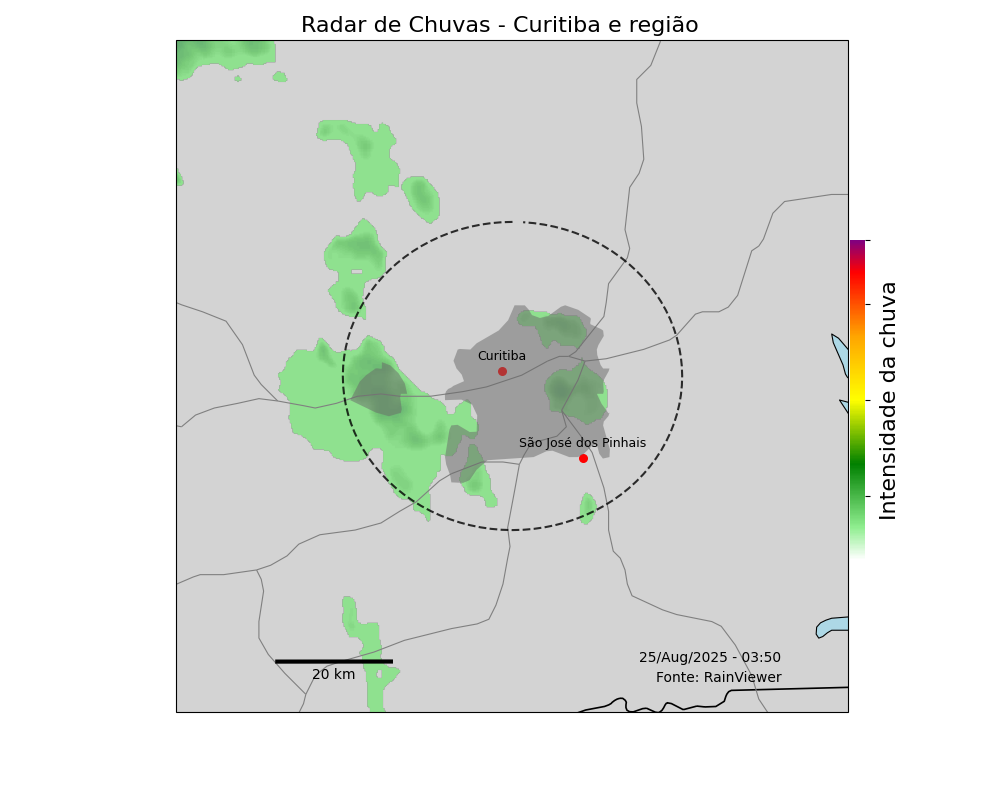 Radar de Chuvas - Curitiba e região
Curitiba
São José dos Pinhais
Intensidade da chuva
20 km
25/Aug/2025 - 03:50
Fonte: RainViewer